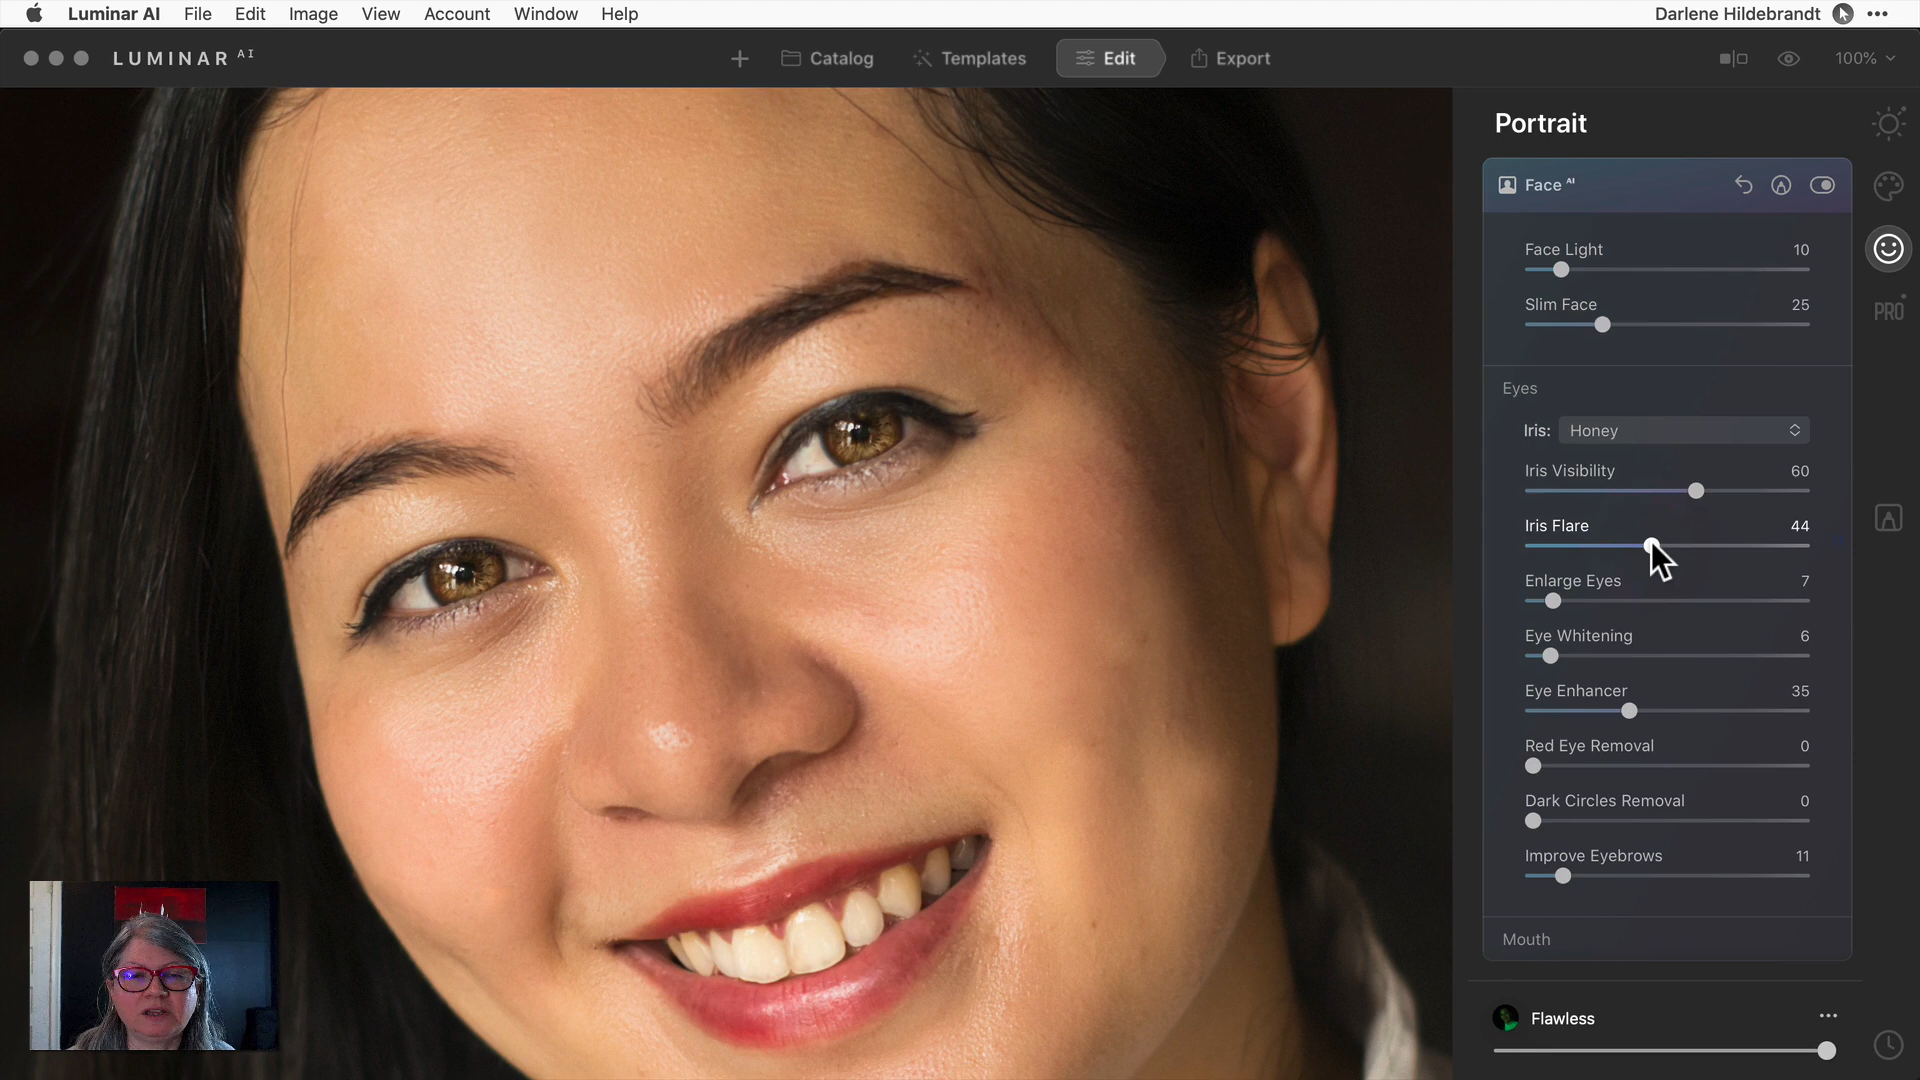 Luminar AI File Edit Image View Account Window Help Darlene Hildebrandt
LUMINAR AI Catalog Templates Edit Export 100%
Portrait
Face AI
Face Light 10
Slim Face 25
PRO
Eyes
Iris: Honey
Iris Visibility 60
Iris Flare 44
Enlarge Eyes 7
Eye Whitening 6
Eye Enhancer 35
Red Eye Removal 0
Dark Circles Removal 0
Improve Eyebrows 11
Mouth
Flawless